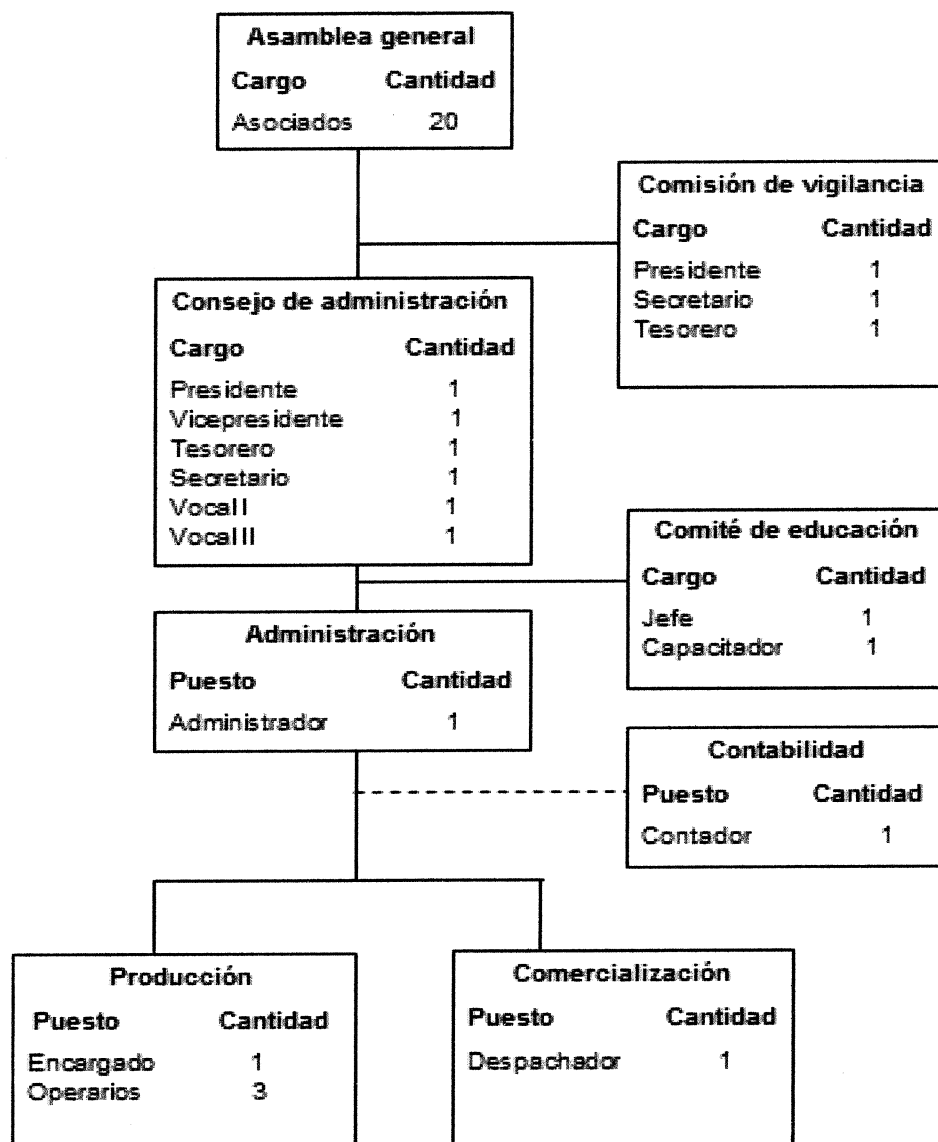 Asamblea general
Cargo Cantidad
Asociados 20
Comisión de vigilancia
Cargo Cantidad
Presidente 1
Secretario 1
Tesorero 1
Consejo de administración
Cargo Cantidad
Presidente 1
Vicepresidente 1
Tesorero 1
Secretario 1
Vocal I 1
Vocal II 1
Comité de educación
Cargo Cantidad
Jefe 1
Capacitador 1
Administración
Puesto Cantidad
Administrador 1
Contabilidad
Puesto Cantidad
Contador 1
Producción
Puesto Cantidad
Encargado 1
Operarios 3
Comercialización
Puesto Cantidad
Despachador 1